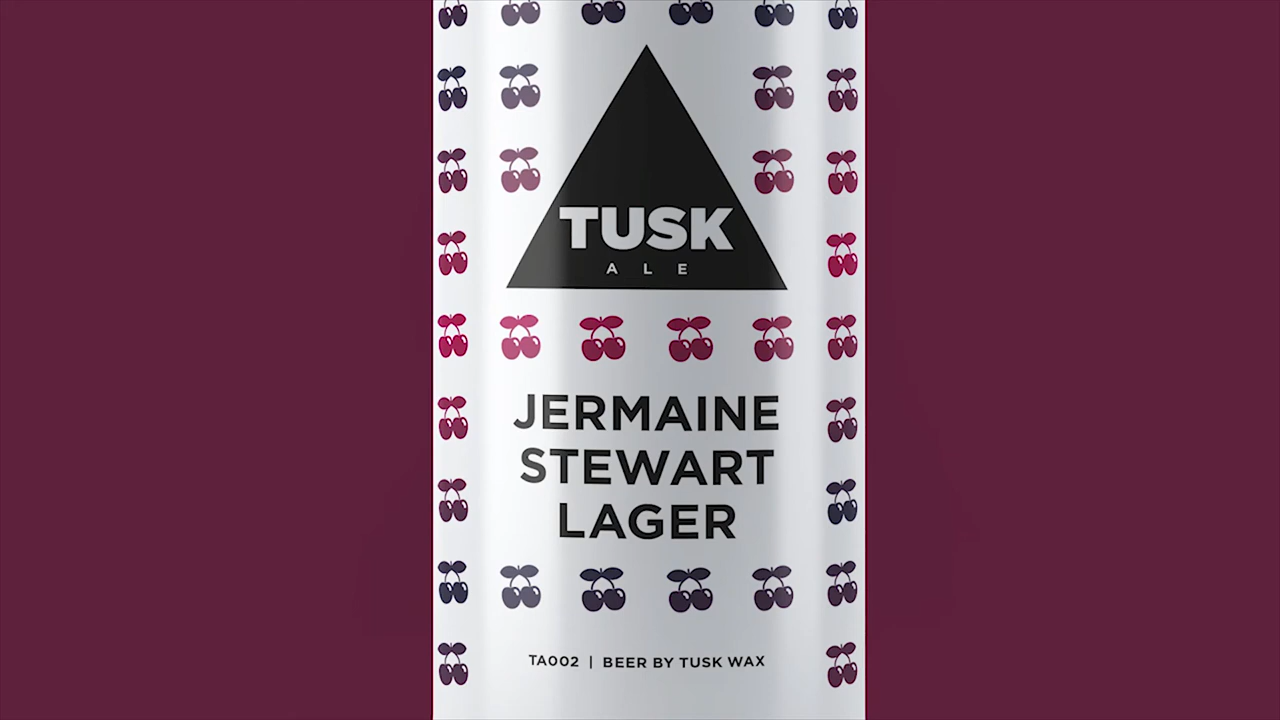 TUSK
ALE
JERMAINE
STEWART
LAGER
TA002 | BEER BY TUSK WAX